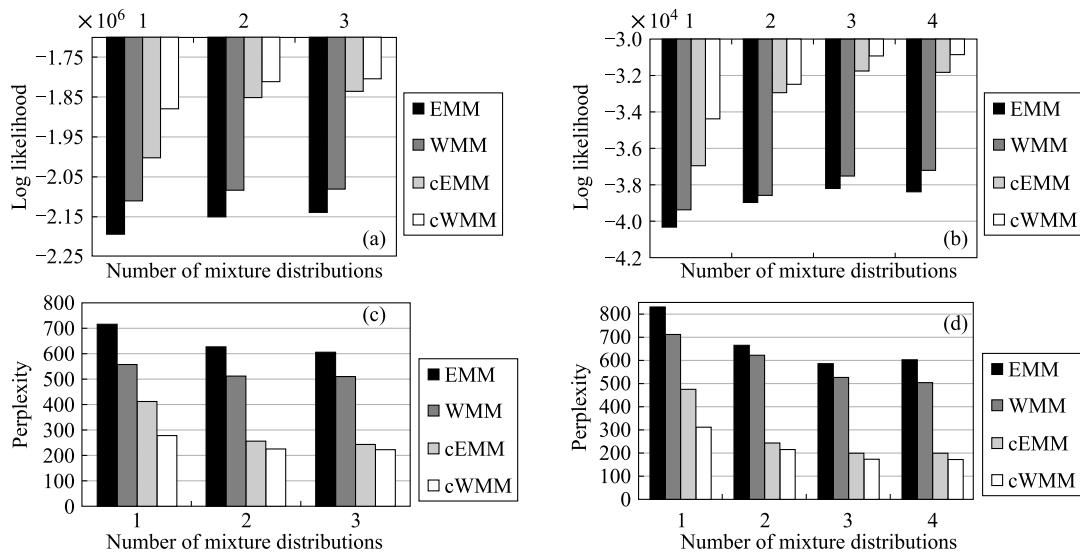 ×10⁶ 1 2 3
−1.75
−1.85
−1.95
−2.05
−2.15
−2.25
Log likelihood
EMM
WMM
cEMM
cWMM
(a)
Number of mixture distributions
×10⁴ 1 2 3 4
−3.0
−3.2
−3.4
−3.6
−3.8
−4.0
−4.2
Log likelihood
EMM
WMM
cEMM
cWMM
(b)
Number of mixture distributions
800
700
600
500
400
300
200
100
0
Perplexity
(c)
EMM
WMM
cEMM
cWMM
1 2 3
Number of mixture distributions
800
700
600
500
400
300
200
100
0
Perplexity
(d)
EMM
WMM
cEMM
cWMM
1 2 3 4
Number of mixture distributions